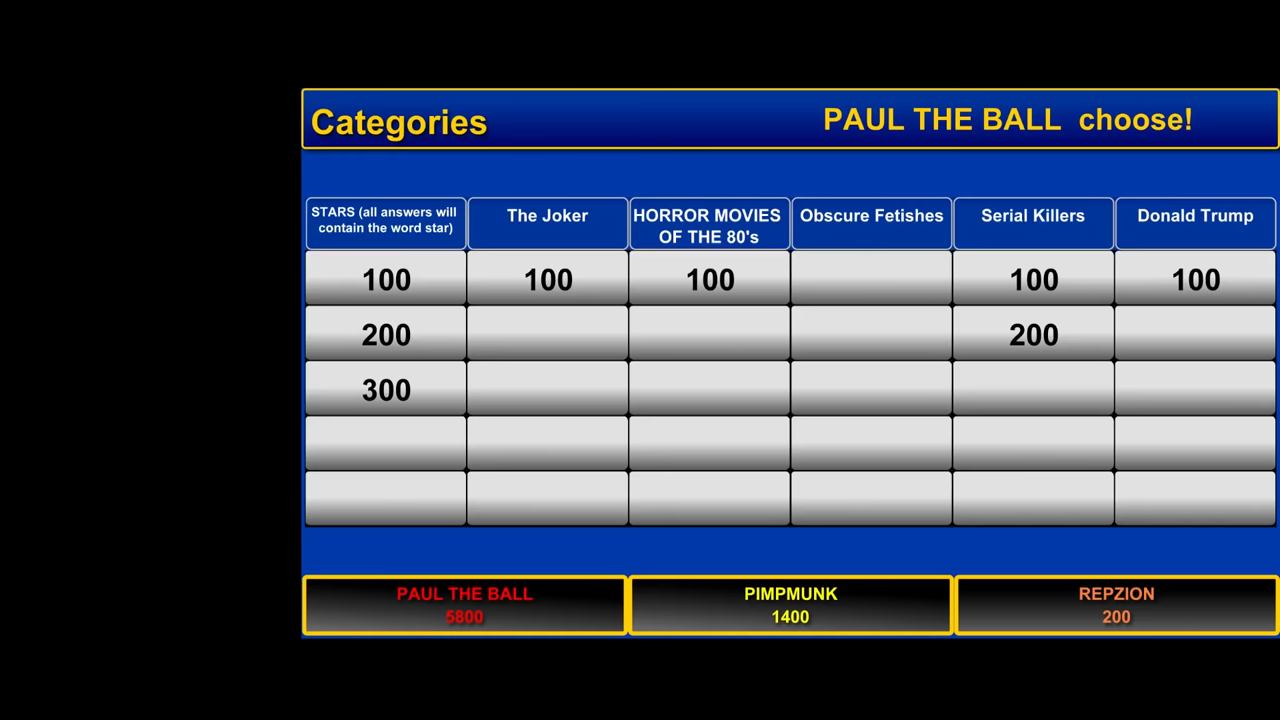 Categories
PAUL THE BALL choose!
STARS (all answers will
contain the word star)
The Joker
HORROR MOVIES
OF THE 80's
Obscure Fetishes
Serial Killers
Donald Trump
100
100
100
100
100
200
200
300
PAUL THE BALL
5800
PIMPMUNK
1400
REPZION
200